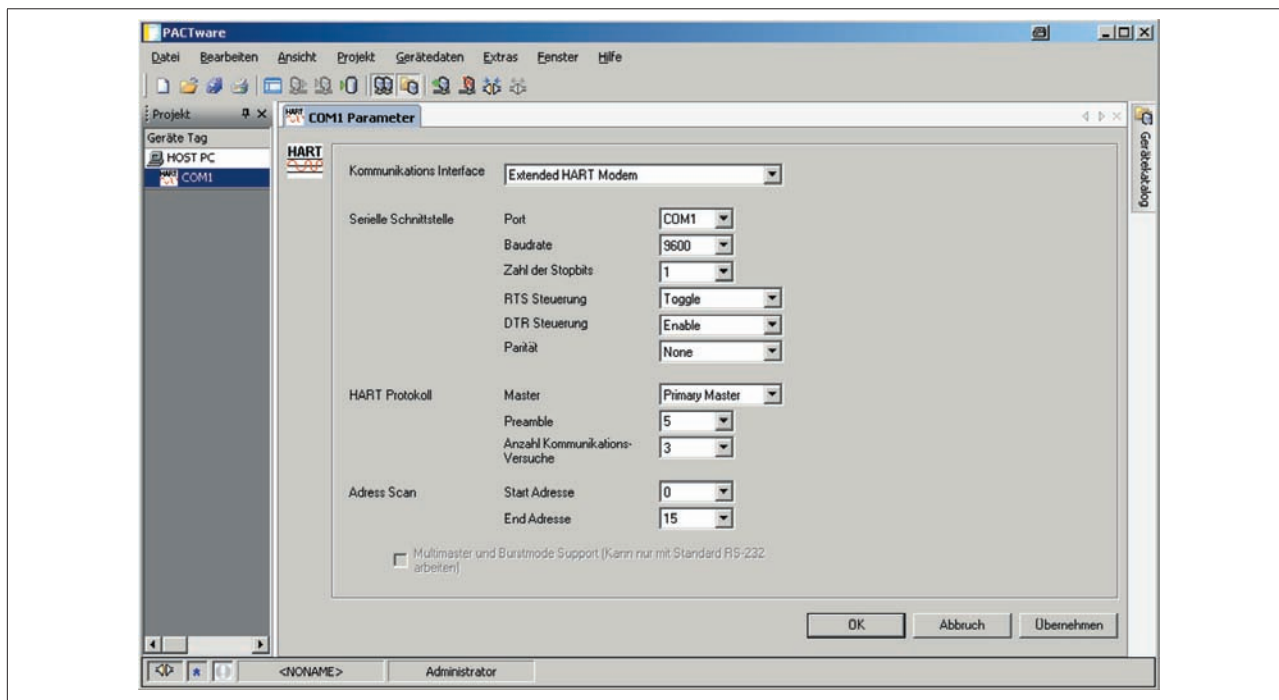 PACTware
Datei Bearbeiten Ansicht Projekt Gerätedaten Extras Fenster Hilfe
Projekt
HART COM1 Parameter
Geräte Tag
HOST PC
HART COM1
HART
Kommunikations Interface Extended HART Modem
Serielle Schnittstelle Port COM1
Baudrate 9600
Zahl der Stopbits 1
RTS Steuerung Toggle
DTR Steuerung Enable
Parität None
HART Protokoll Master Primary Master
Preamble 5
Anzahl Kommunikations-
Versuche 3
Adress Scan Start Adresse 0
End Adresse 15
Multimaster und Burstmode Support (Kann nur mit Standard RS-232
arbeiten)
OK Abbruch Übernehmen
<NONAME> Administrator
Gerätekatalog